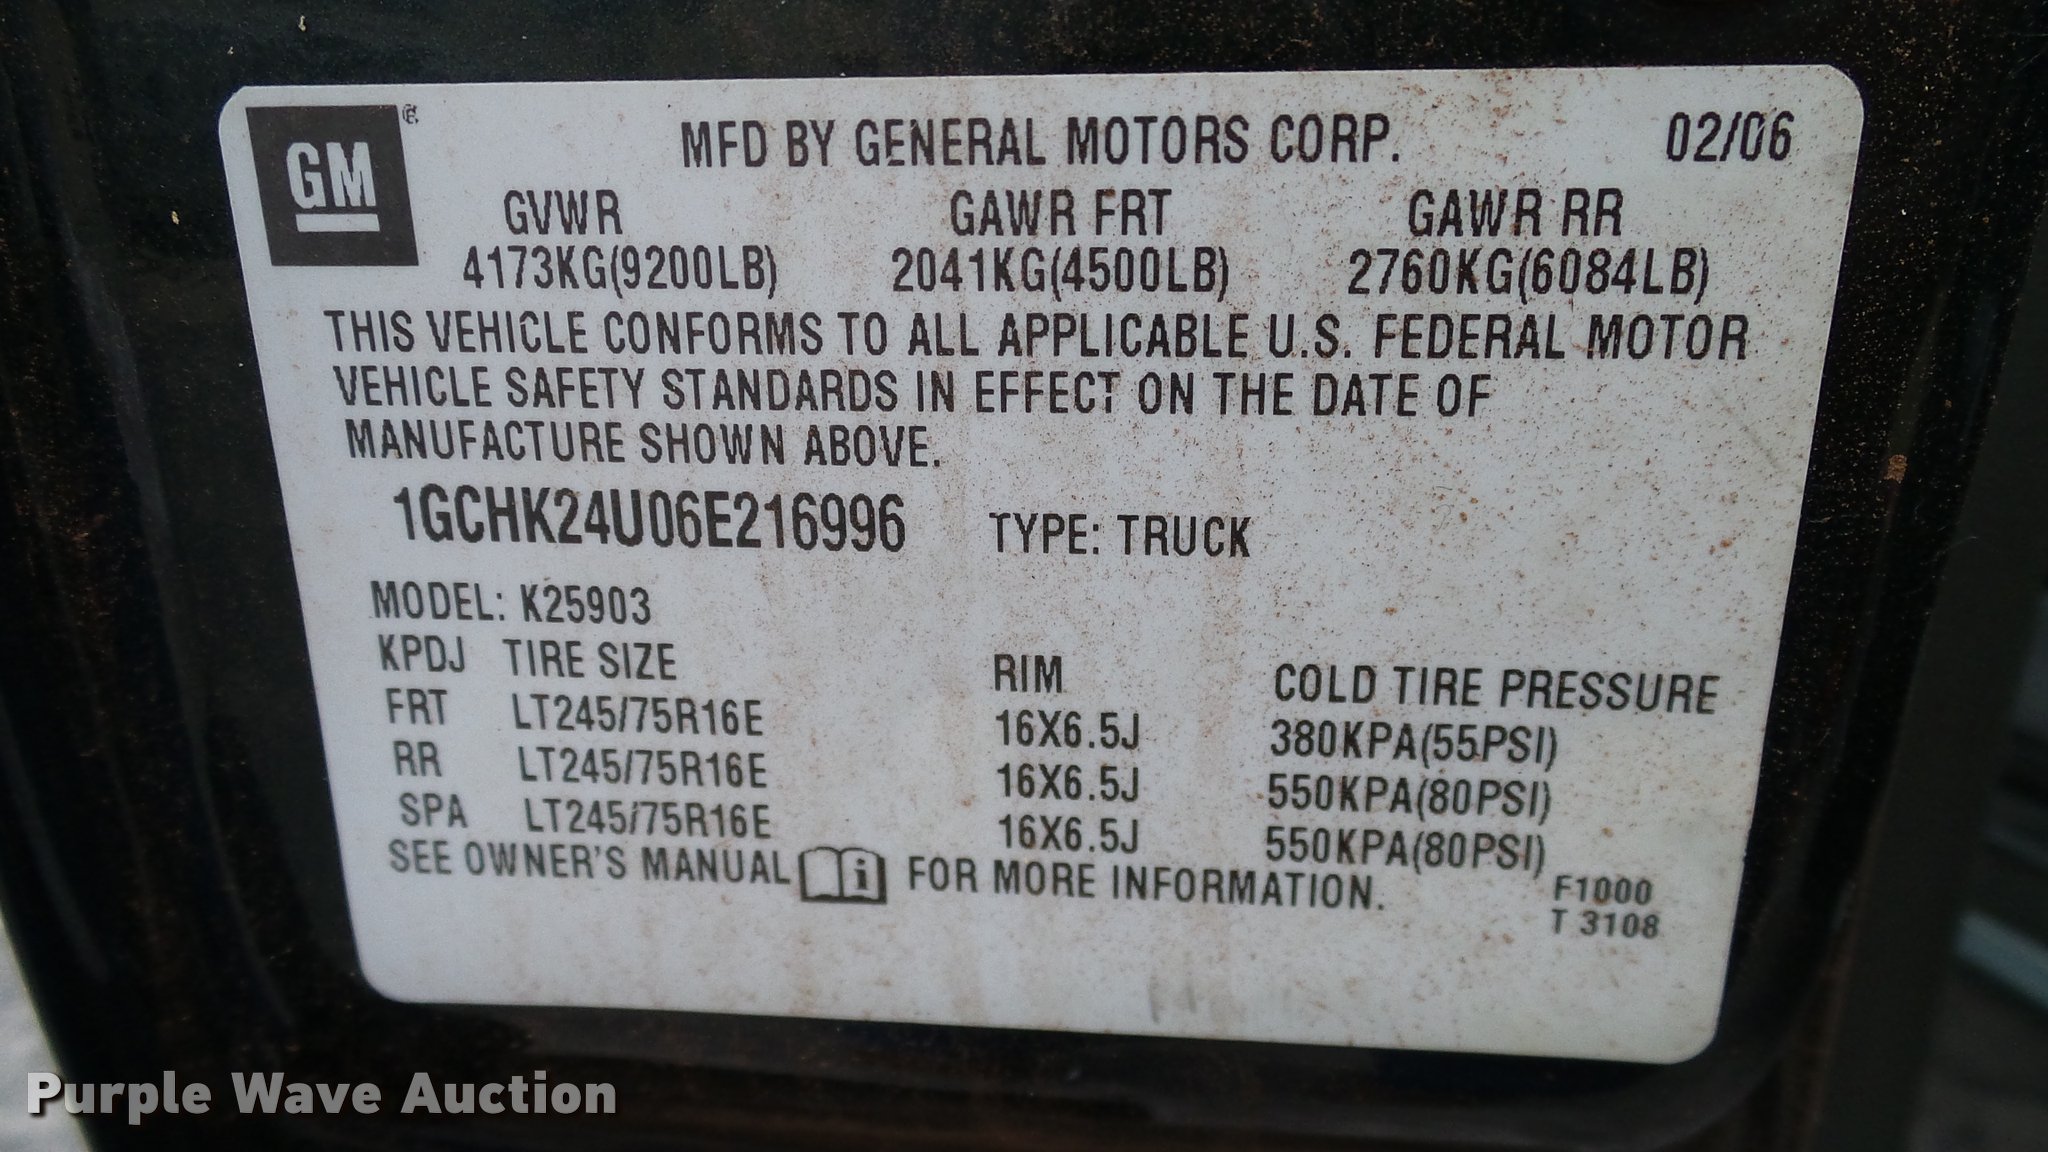 GM
MFD BY GENERAL MOTORS CORP. 02/06
GVWR GAWR FRT GAWR RR
4173KG(9200LB) 2041KG(4500LB) 2760KG(6084LB)
THIS VEHICLE CONFORMS TO ALL APPLICABLE U.S. FEDERAL MOTOR
VEHICLE SAFETY STANDARDS IN EFFECT ON THE DATE OF
MANUFACTURE SHOWN ABOVE.
1GCHK24U06E216996 TYPE: TRUCK
MODEL: K25903
KPDJ TIRE SIZE RIM COLD TIRE PRESSURE
FRT LT245/75R16E 16X6.5J 380KPA(55PSI)
RR LT245/75R16E 16X6.5J 550KPA(80PSI)
SPA LT245/75R16E 16X6.5J 550KPA(80PSI)
SEE OWNER'S MANUAL i FOR MORE INFORMATION.
F1000
T 3108
Purple Wave Auction